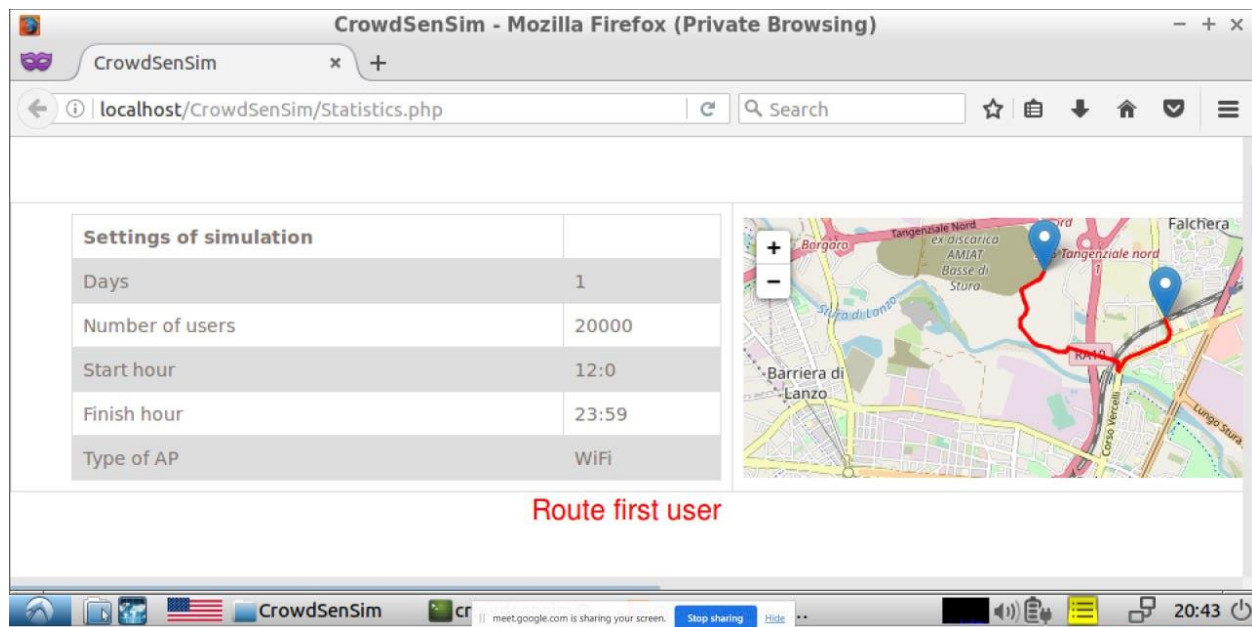 CrowdSenSim - Mozilla Firefox (Private Browsing)
CrowdSenSim
localhost/CrowdSenSim/Statistics.php
Search
Settings of simulation
Days 1
Number of users 20000
Start hour 12:0
Finish hour 23:59
Type of AP WiFi
+
−
Borgaro
Tangenziale Nord
ex discarica
AMIAT
Basse di
Stura
Falchera
Tangenziale nord
1
Stura di Lanzo
RA10
Barriera di
Lanzo
Corso Vercelli
Lungo Stura
Route first user
CrowdSenSim
meet.google.com is sharing your screen.
Stop sharing
Hide
20:43